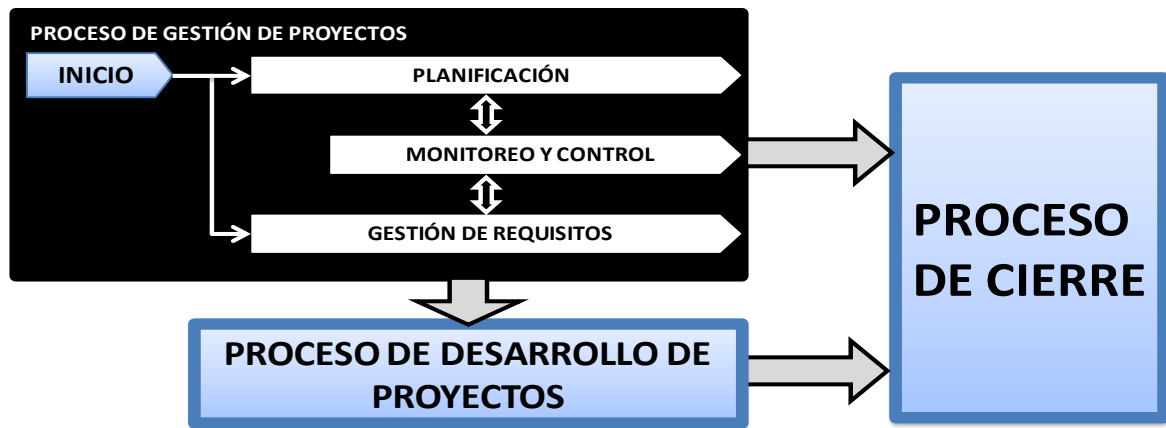 PROCESO DE GESTIÓN DE PROYECTOS
INICIO
PLANIFICACIÓN
MONITOREO Y CONTROL
GESTIÓN DE REQUISITOS
PROCESO DE DESARROLLO DE
PROYECTOS
PROCESO
DE CIERRE